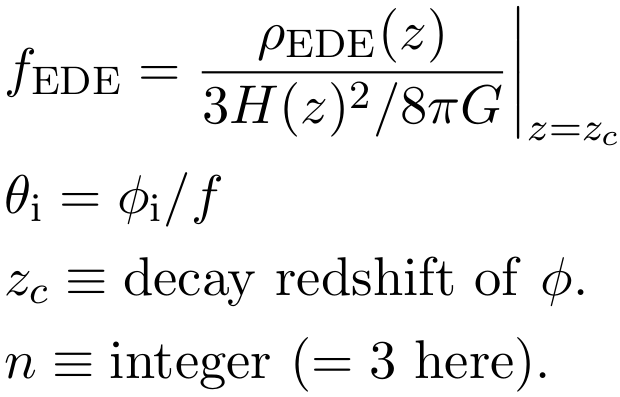 f_EDE = ρ_EDE(z) / 3H(z)²/8πG |_{z=z_c}
θ_i = ϕ_i/f
z_c ≡ decay redshift of ϕ.
n ≡ integer (= 3 here).